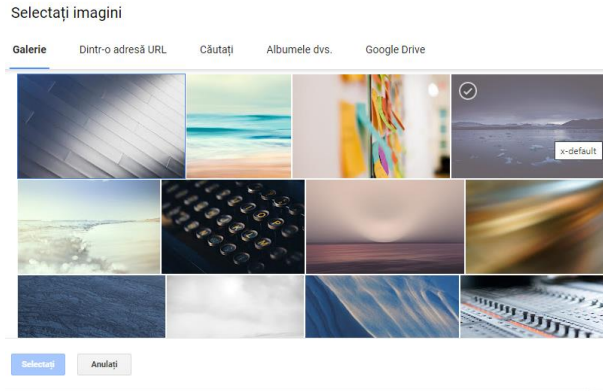 Selectați imagini
Galerie Dintr-o adresă URL Căutați Albumele dvs. Google Drive
x-default
Selectați Anulați